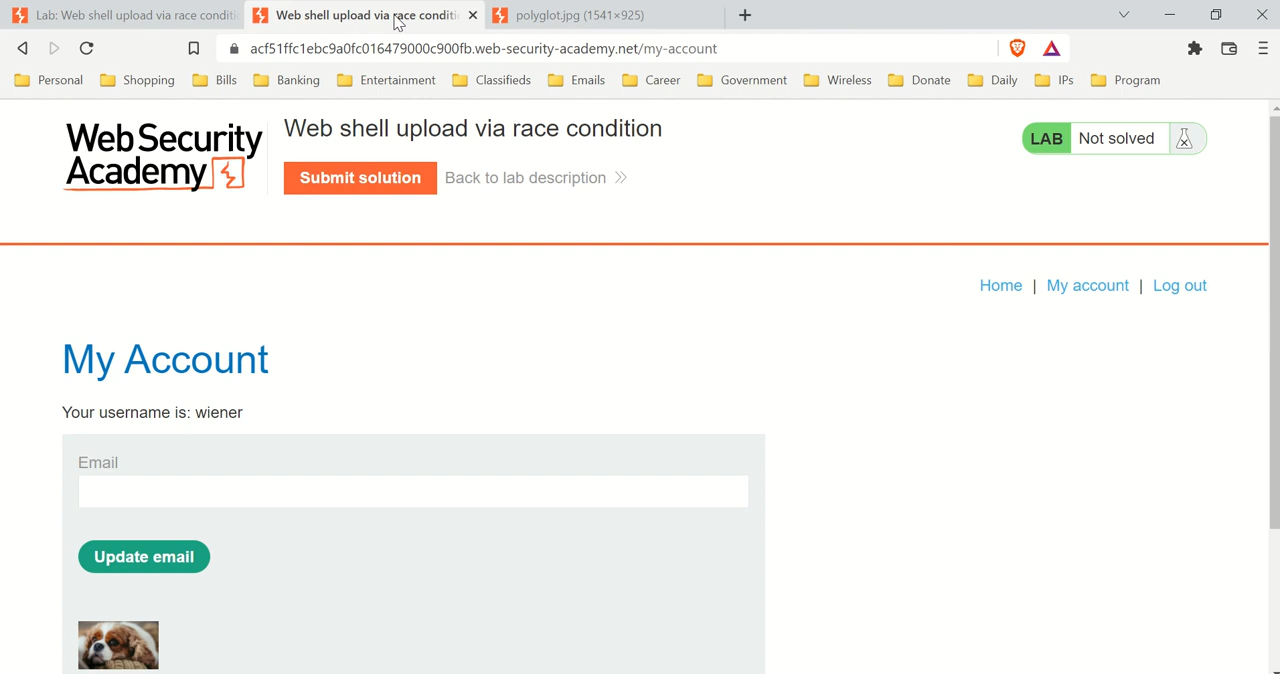 Lab: Web shell upload via race conditi
Web shell upload via race conditi
polyglot.jpg (1541×925)
acf51ffc1ebc9a0fc016479000c900fb.web-security-academy.net/my-account
Personal Shopping Bills Banking Entertainment Classifieds Emails Career Government Wireless Donate Daily IPs Program
Web Security
Academy
Web shell upload via race condition
Submit solution Back to lab description
LAB Not solved
Home | My account | Log out
My Account
Your username is: wiener
Email
Update email